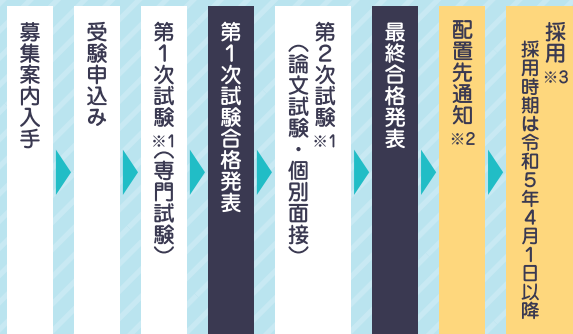 募集案内入手
受験申込み
第1次試験※1(専門試験)
第1次試験合格発表
第2次試験※1
(論文試験・個別面接)
最終合格発表
配置先通知※2
採用※3
採用時期は令和5年4月1日以降